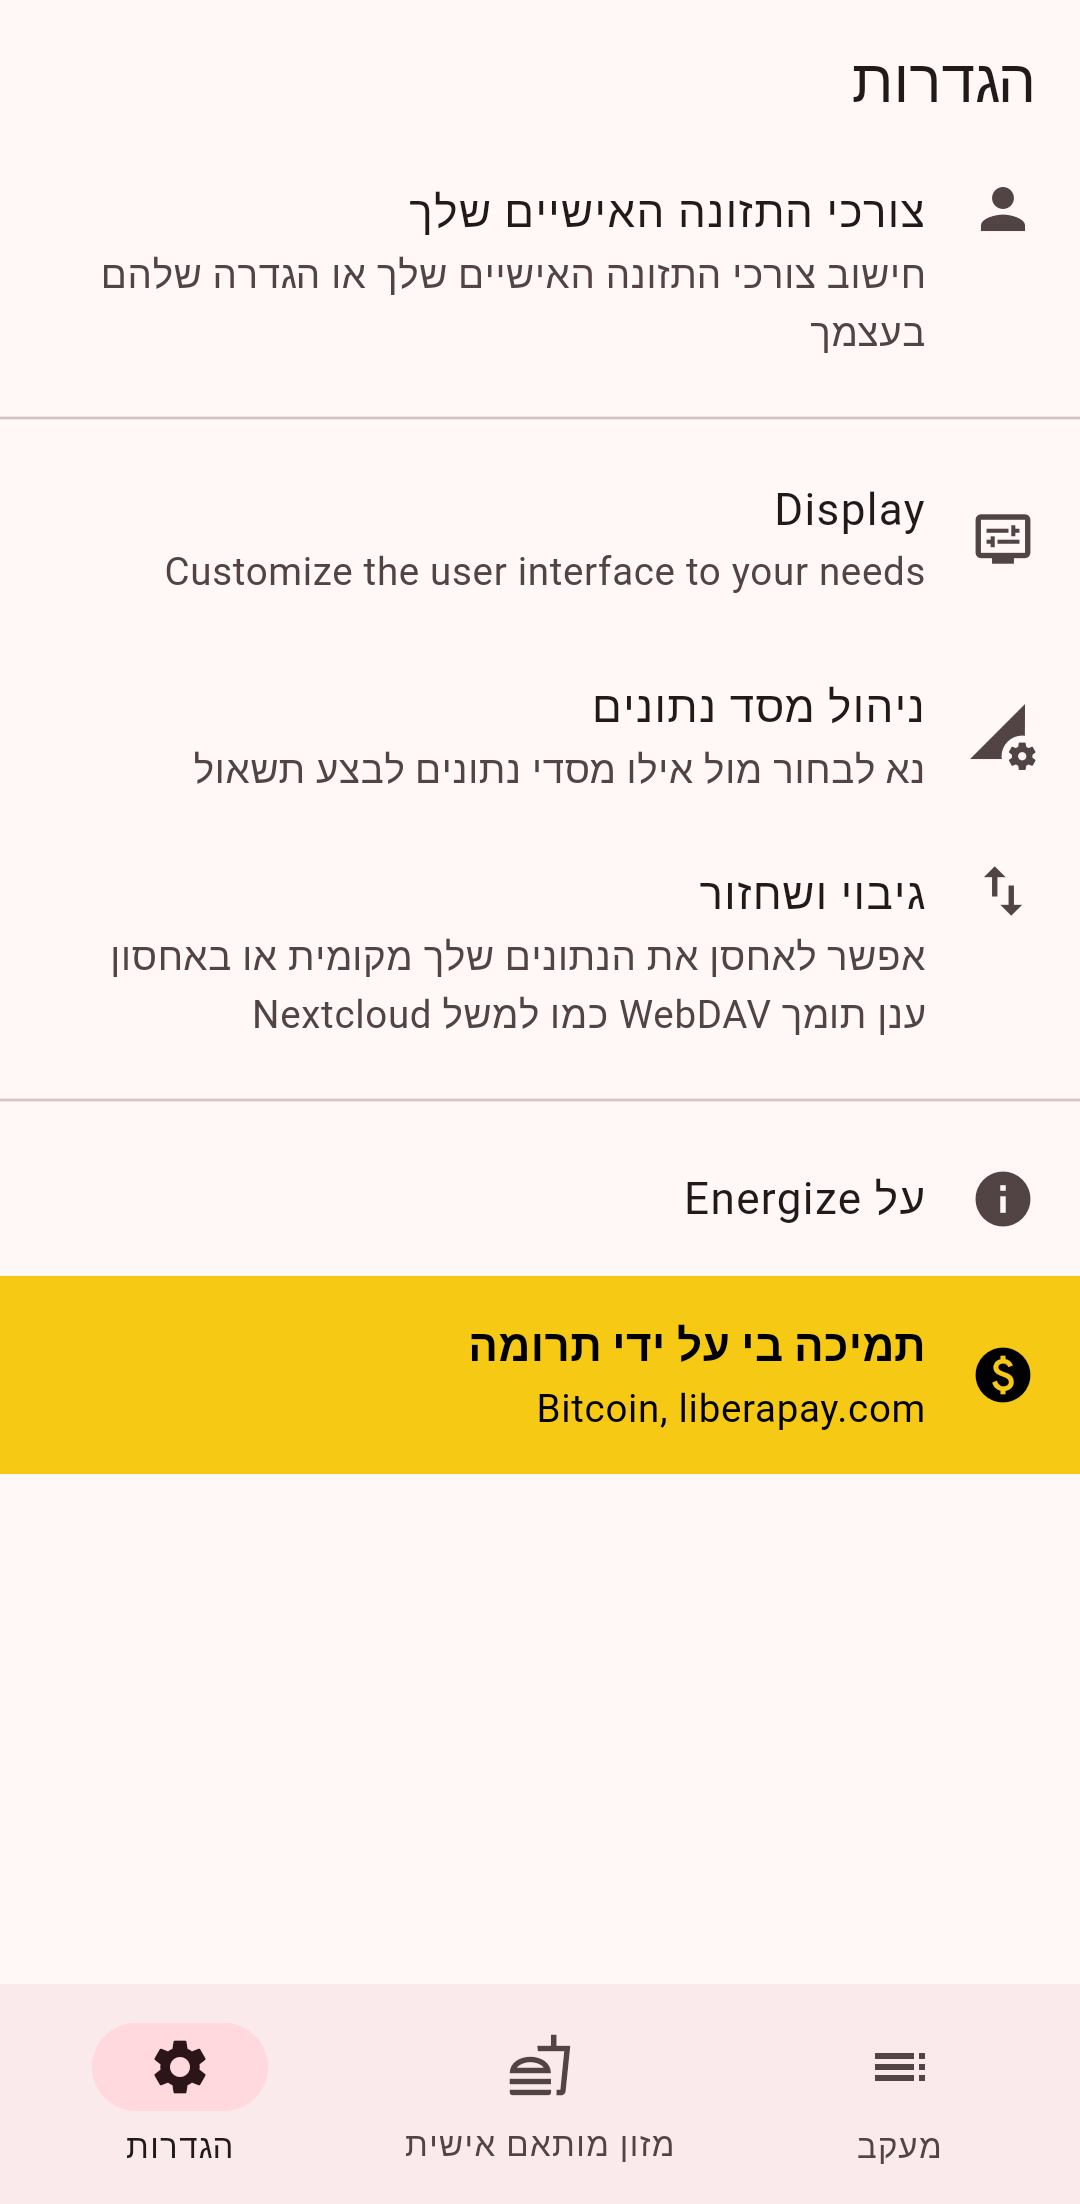 הגדרות
צורכי התזונה האישיים שלך
חישוב צורכי התזונה האישיים שלך או הגדרה שלהם
בעצמך
Display
Customize the user interface to your needs
ניהול מסד נתונים
נא לבחור מול אילו מסדי נתונים לבצע תשאול
גיבוי ושחזור
אפשר לאחסן את הנתונים שלך מקומית או באחסון
ענן תומך WebDAV כמו למשל Nextcloud
על Energize
תמיכה בי על ידי תרומה
Bitcoin, liberapay.com
מעקב
מזון מותאם אישית
הגדרות